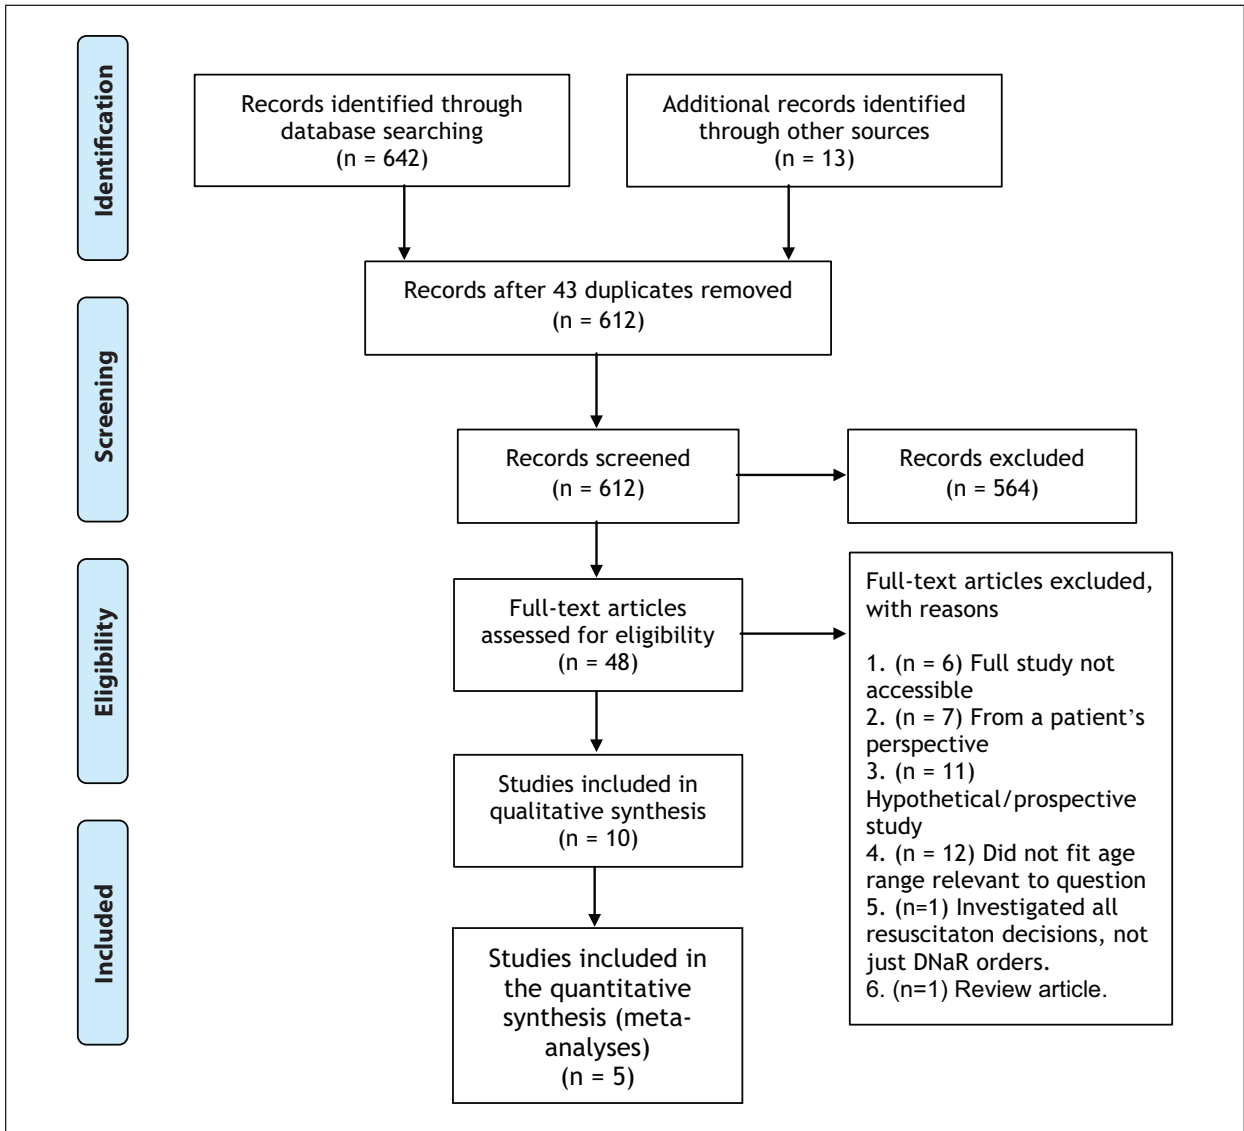 Identification
Records identified through
database searching
(n = 642)
Additional records identified
through other sources
(n = 13)
Records after 43 duplicates removed
(n = 612)
Screening
Records screened
(n = 612)
Records excluded
(n = 564)
Eligibility
Full-text articles
assessed for eligibility
(n = 48)
Full-text articles excluded,
with reasons
1. (n = 6) Full study not
accessible
2. (n = 7) From a patient’s
perspective
3. (n = 11)
Hypothetical/prospective
study
4. (n = 12) Did not fit age
range relevant to question
5. (n=1) Investigated all
resuscitaton decisions, not
just DNaR orders.
6. (n=1) Review article.
Studies included in
qualitative synthesis
(n = 10)
Included
Studies included in
the quantitative
synthesis (meta-
analyses)
(n = 5)